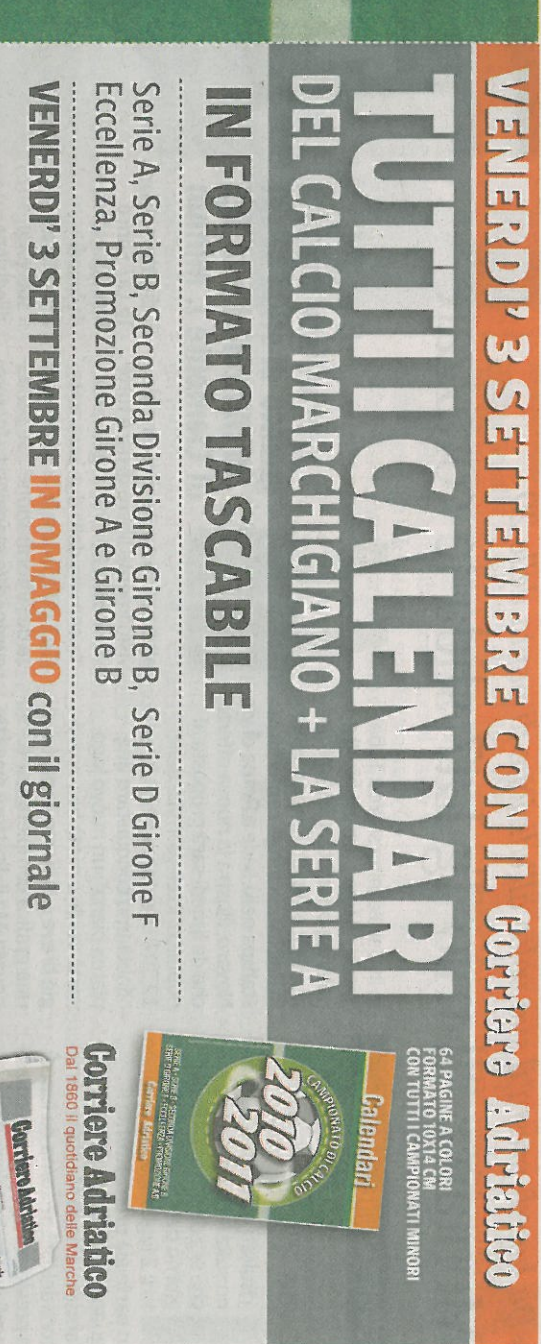 VENERDI' 3 SETTEMBRE CON IL Corriere Adriatico
TUTTI I CALENDARI
DEL CALCIO MARCHIGIANO + LA SERIE A
64 PAGINE A COLORI
FORMATO 10X14 CM
CON TUTTI I CAMPIONATI MINORI
Calendari
CAMPIONATO DI CALCIO
2010
2011
Corriere Adriatico
IN FORMATO TASCABILE
Serie A, Serie B, Seconda Divisione Girone B, Serie D Girone F
Eccellenza, Promozione Girone A e Girone B
VENERDI' 3 SETTEMBRE IN OMAGGIO con il giornale
Corriere Adriatico
Dal 1860 il quotidiano delle Marche
Corriere Adriatico